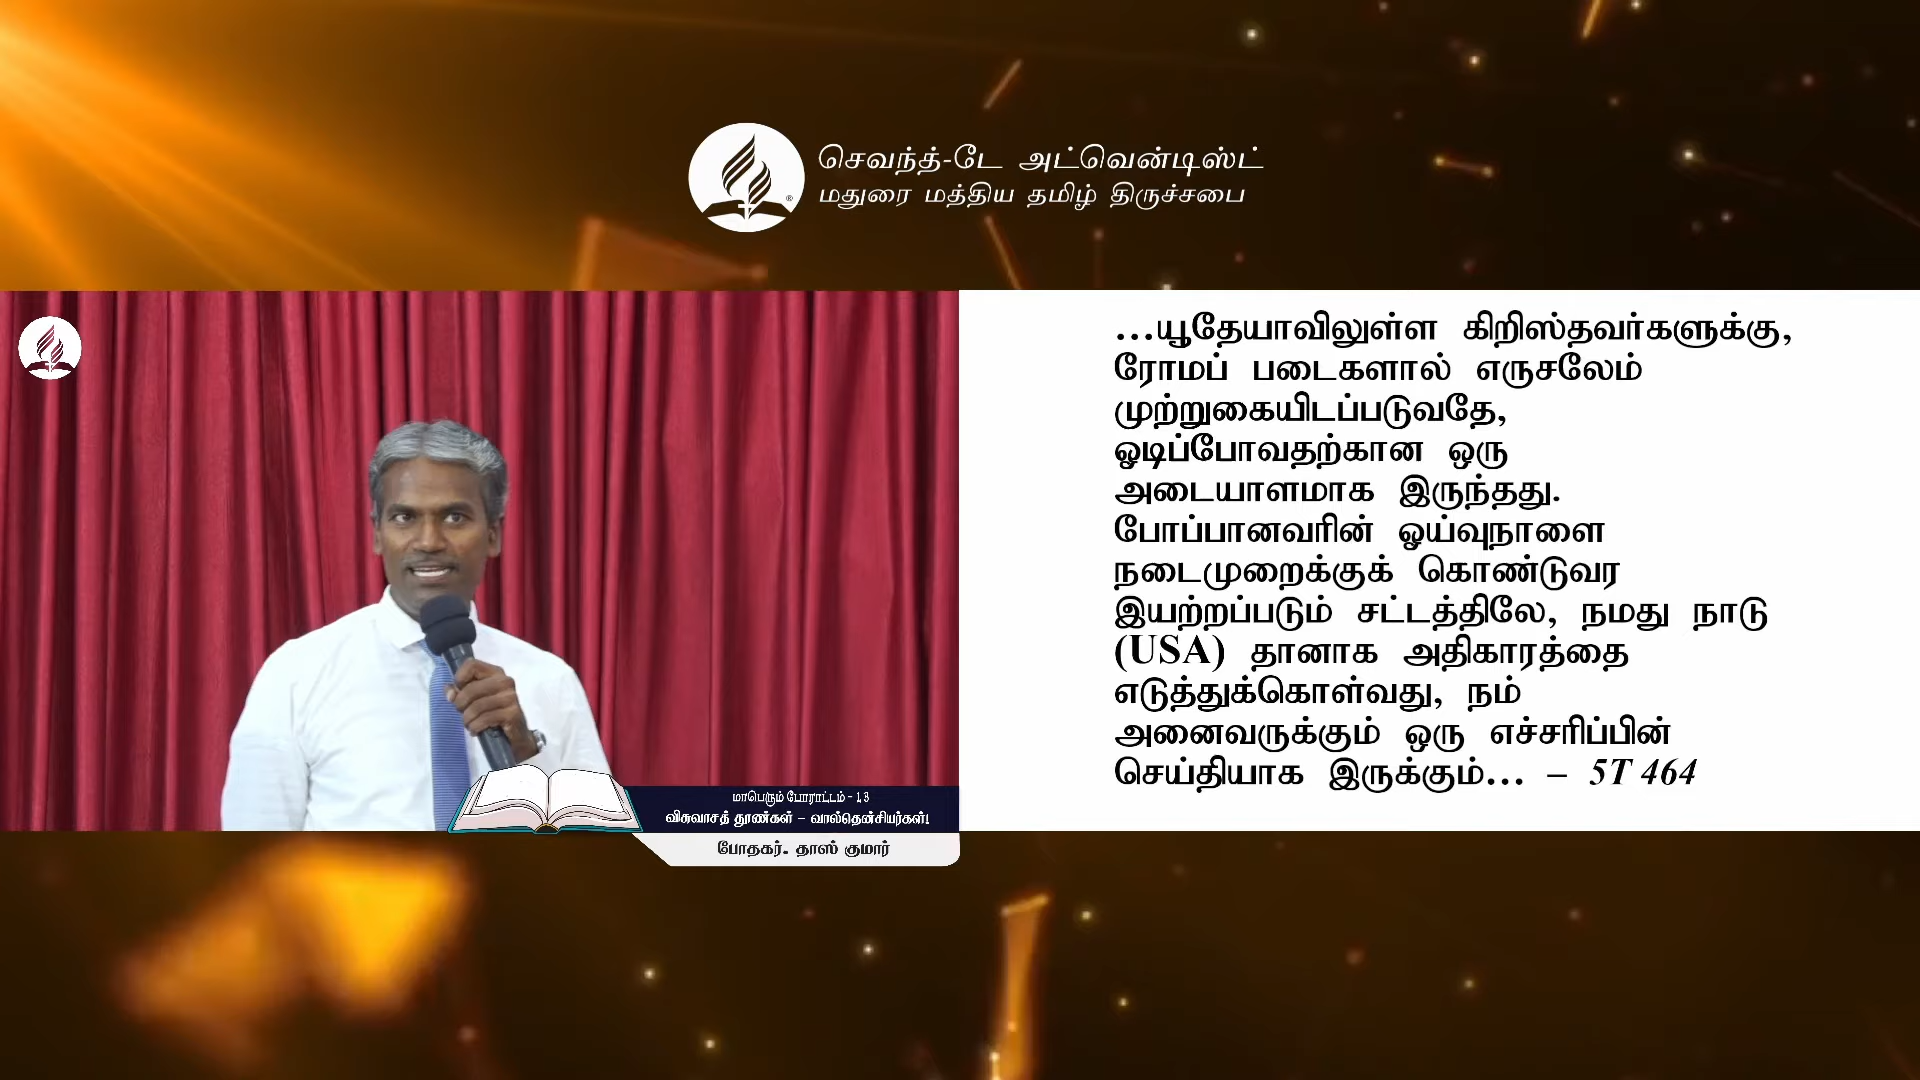 செவந்த்-டே அட்வென்டிஸ்ட்
மதுரை மத்திய தமிழ் திருச்சபை
...யூதேயாவிலுள்ள கிறிஸ்தவர்களுக்கு,
ரோமப் படைகளால் எருசலேம்
முற்றுகையிடப்படுவதே,
ஓடிப்போவதற்கான ஒரு
அடையாளமாக இருந்தது.
போப்பானவரின் ஓய்வுநாளை
நடைமுறைக்குக் கொண்டுவர
இயற்றப்படும் சட்டத்திலே, நமது நாடு
(USA) தானாக அதிகாரத்தை
எடுத்துக்கொள்வது, நம்
அனைவருக்கும் ஒரு எச்சரிப்பின்
செய்தியாக இருக்கும்... – 5T 464
மாபெரும் போராட்டம் - 13
விசுவாசத் தூண்கள் – வால்தென்சியர்கள்!
போதகர். தாஸ் குமார்